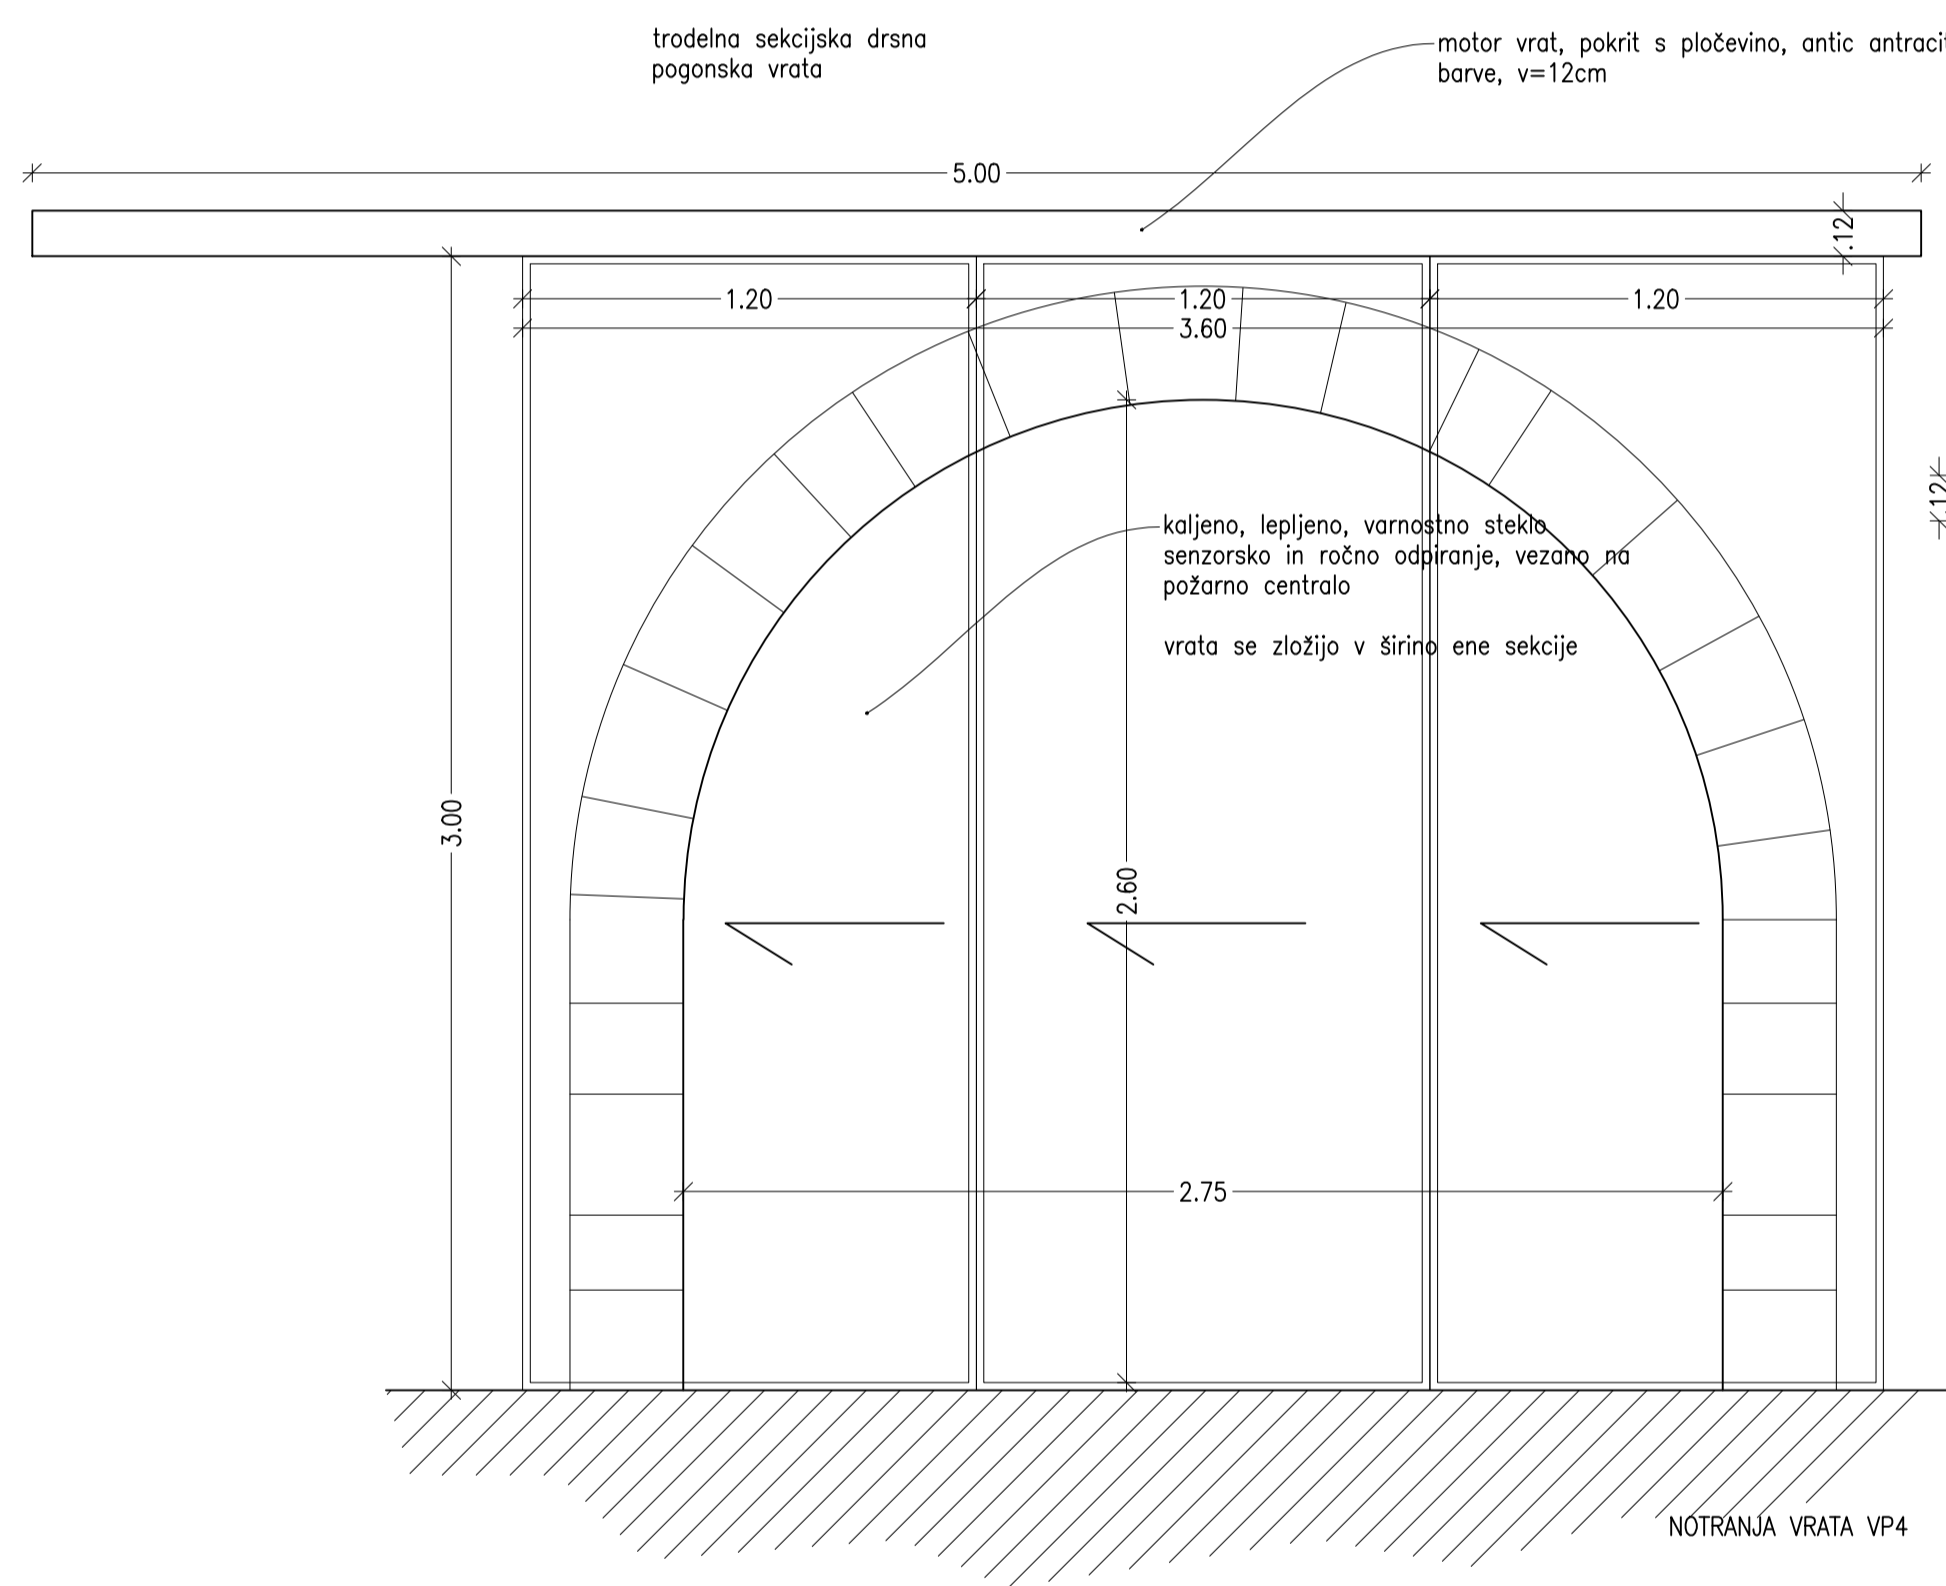 trodelna sekcijska drsna
pogonska vrata
motor vrat, pokrit s pločevino, antic antracit
barve, v=12cm
5.00
.12
1.20
1.20
1.20
3.60
.12
kaljeno, lepljeno, varnostno steklo
senzorsko in ročno odpiranje, vezano na
požarno centralo
vrata se zložijo v širino ene sekcije
3.00
2.60
2.75
NOTRANJA VRATA VP4